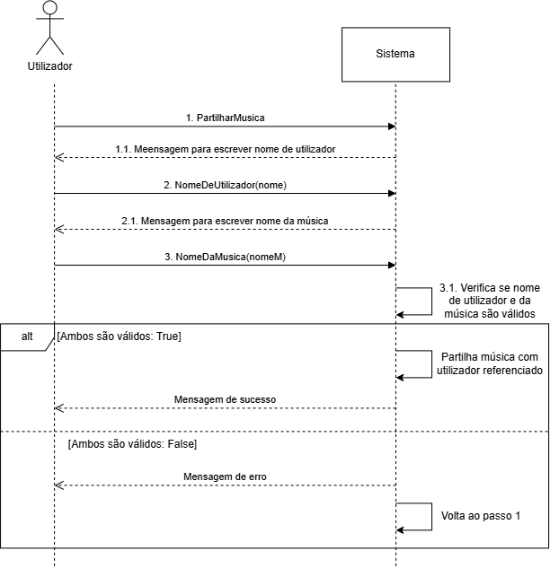 Utilizador
Sistema
1. PartilharMusica
1.1. Meensagem para escrever nome de utilizador
2. NomeDeUtilizador(nome)
2.1. Mensagem para escrever nome da música
3. NomeDaMusica(nomeM)
3.1. Verifica se nome
de utilizador e da
música são válidos
alt
[Ambos são válidos: True]
Partilha música com
utilizador referenciado
Mensagem de sucesso
[Ambos são válidos: False]
Mensagem de erro
Volta ao passo 1